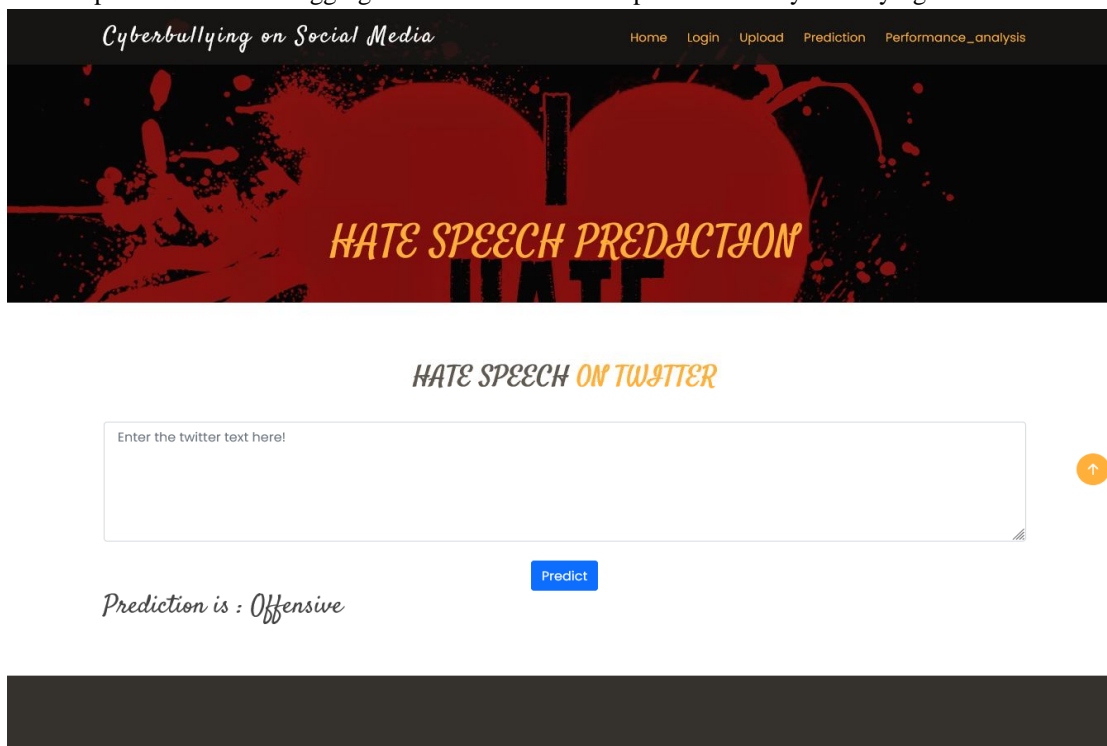 Cyberbullying on Social Media
Home Login Upload Prediction Performance_analysis
HATE SPEECH PREDICTION
HATE
HATE SPEECH ON TWITTER
Enter the twitter text here!
Predict
Prediction is : Offensive